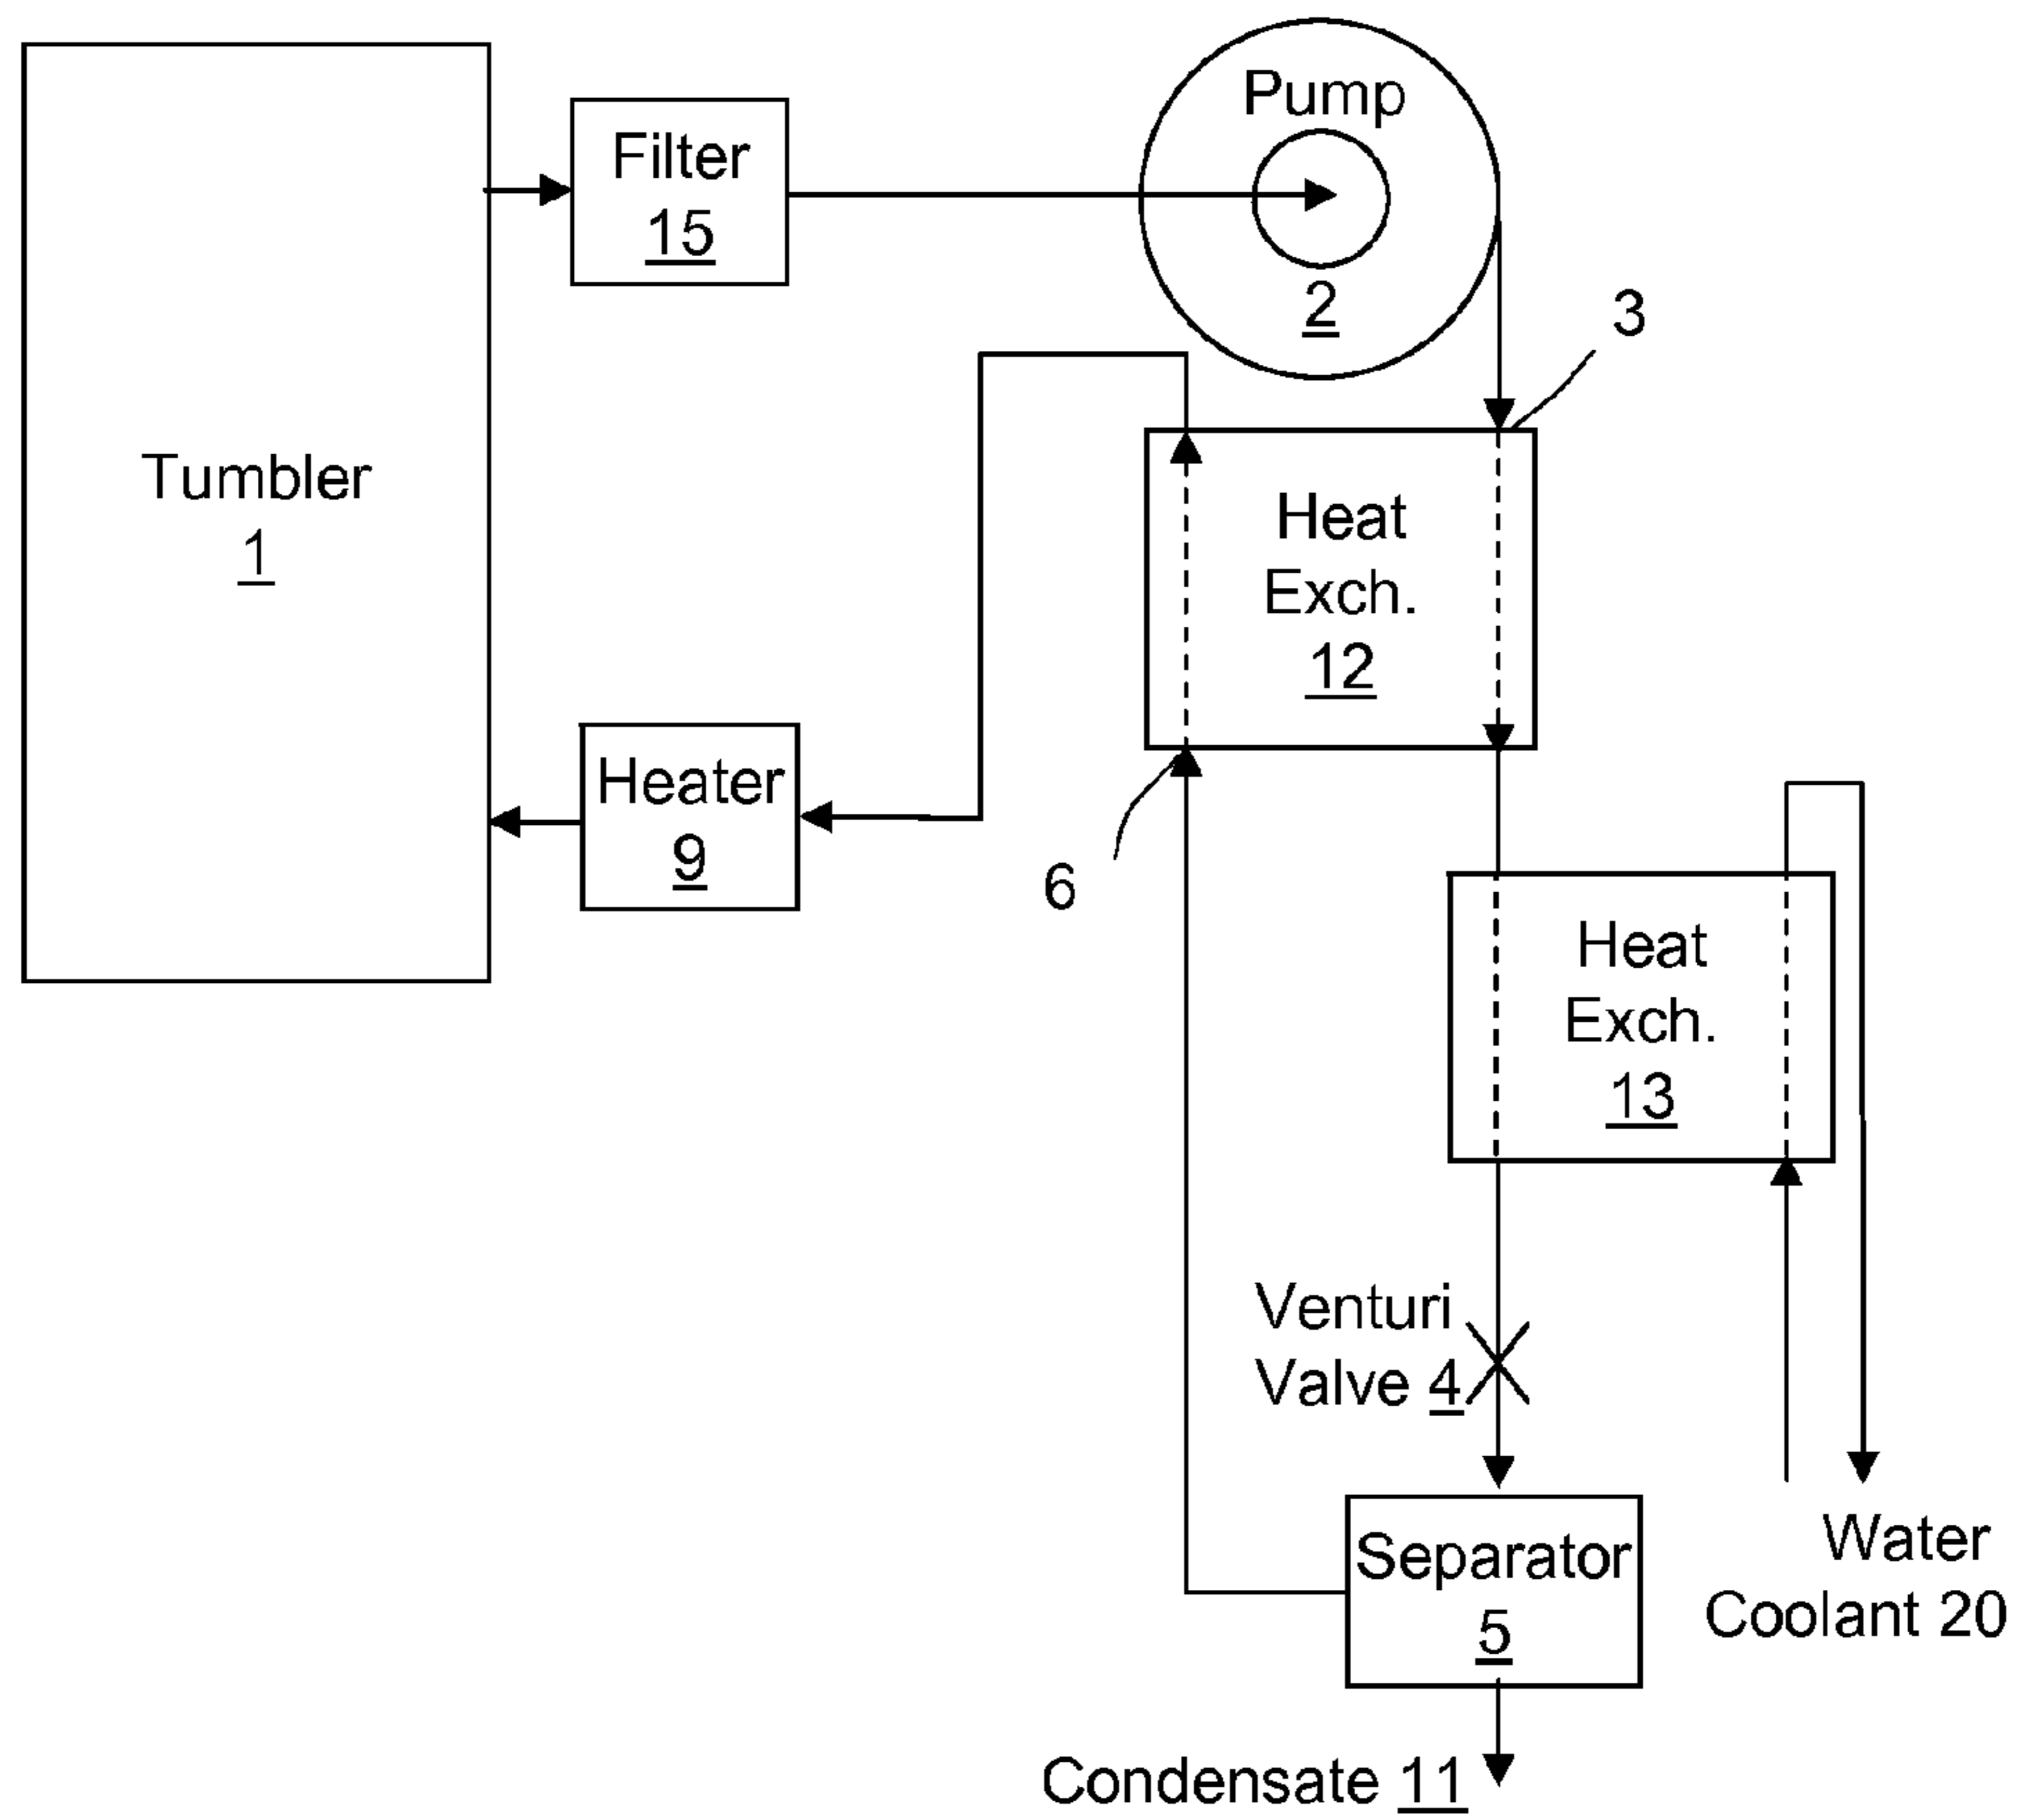 Pump
2
Filter
15
3
Tumbler
1
Heat
Exch.
12
Heater
9
6
Heat
Exch.
13
Venturi
Valve 4
Separator
5
Water
Coolant 20
Condensate 11